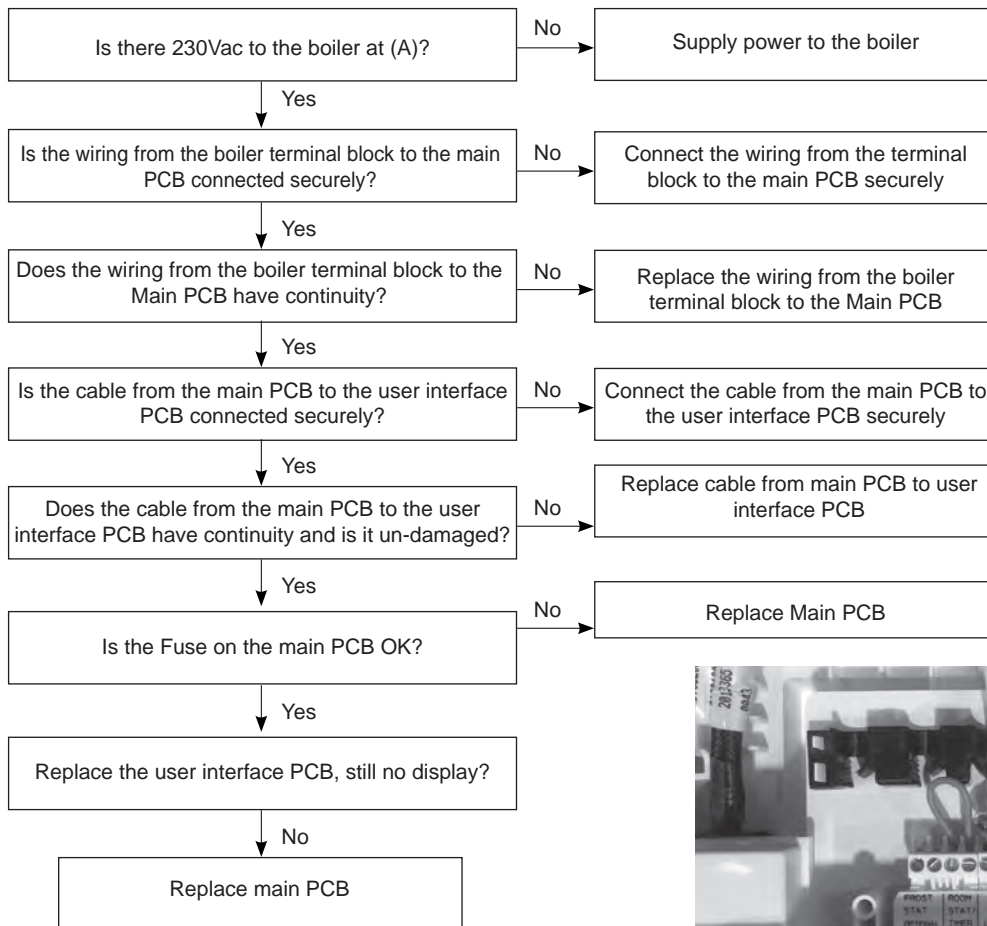 Is there 230Vac to the boiler at (A)?
No
Supply power to the boiler
Yes
Is the wiring from the boiler terminal block to the main
PCB connected securely?
No
Connect the wiring from the terminal
block to the main PCB securely
Yes
Does the wiring from the boiler terminal block to the
Main PCB have continuity?
No
Replace the wiring from the boiler
terminal block to the Main PCB
Yes
Is the cable from the main PCB to the user interface
PCB connected securely?
No
Connect the cable from the main PCB to
the user interface PCB securely
Yes
Does the cable from the main PCB to the user
interface PCB have continuity and is it un-damaged?
No
Replace cable from main PCB to user
interface PCB
Yes
Is the Fuse on the main PCB OK?
No
Replace Main PCB
Yes
Replace the user interface PCB, still no display?
No
Replace main PCB
FROST
STAT
ROOM
STAT/
TIMER